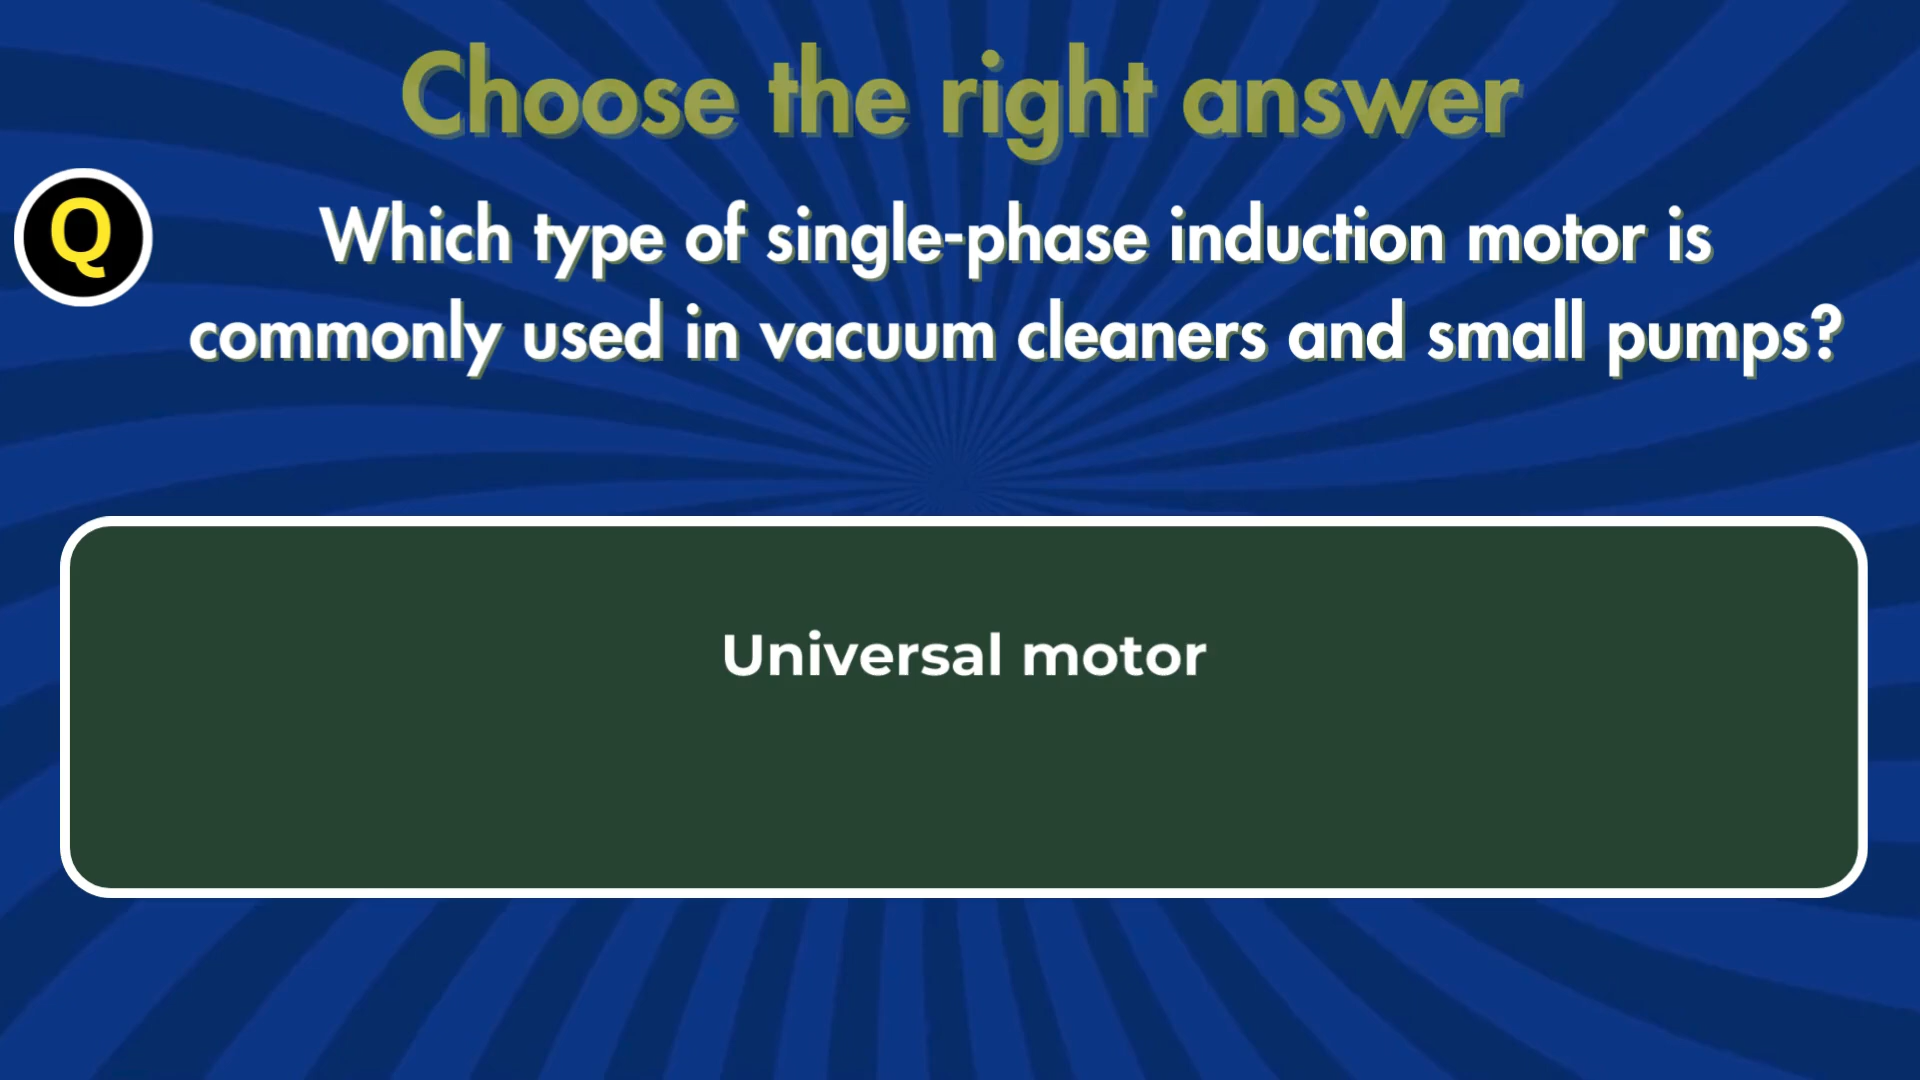 Choose the right answer
Q
Which type of single-phase induction motor is
commonly used in vacuum cleaners and small pumps?
Universal motor